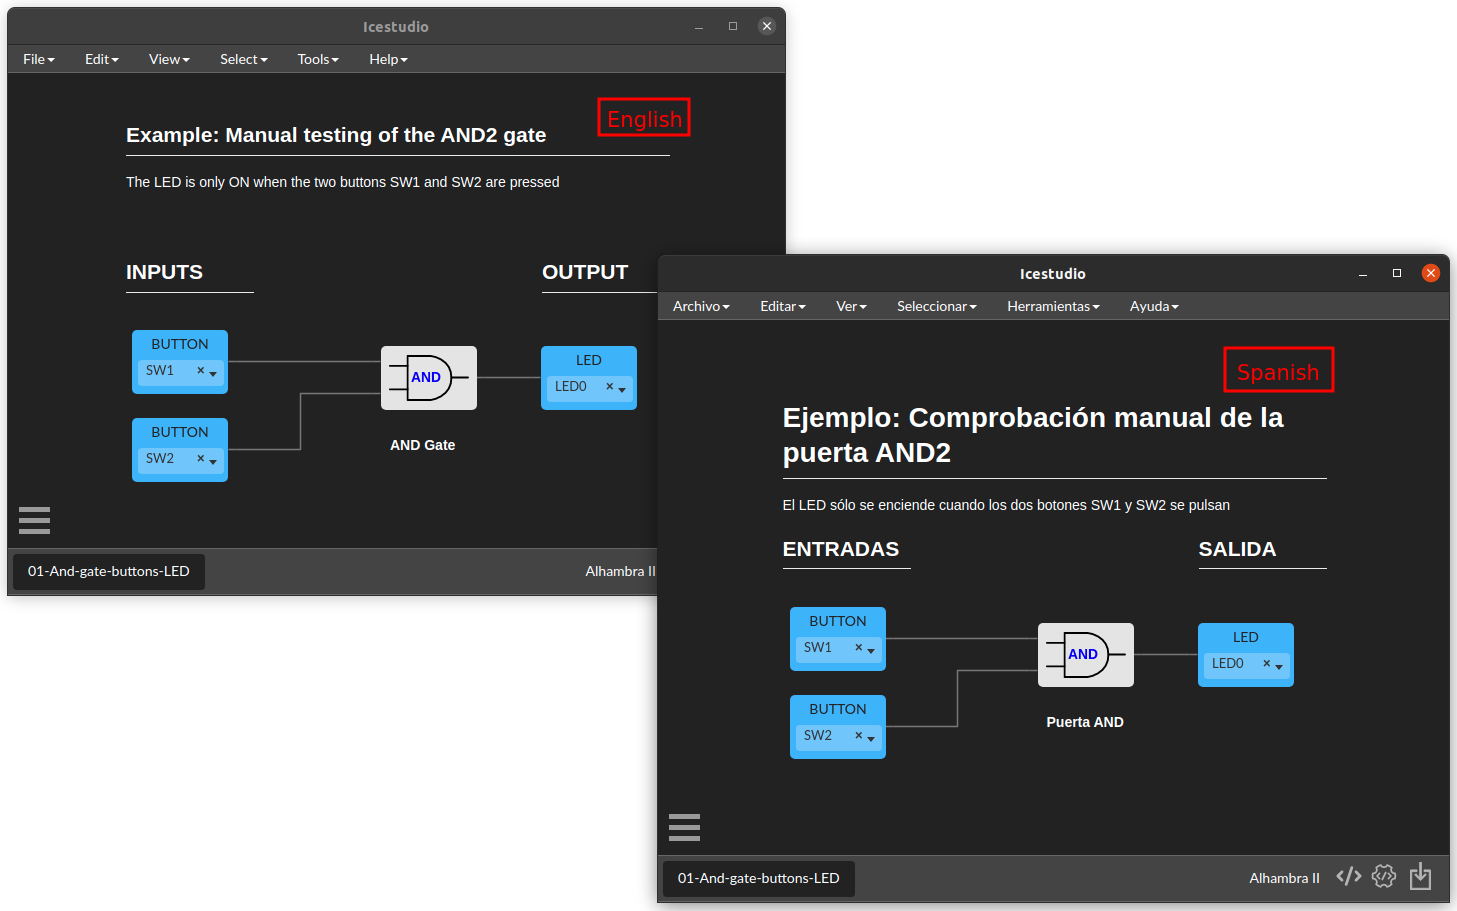 Icestudio
File Edit View Select Tools Help
English
Example: Manual testing of the AND2 gate
The LED is only ON when the two buttons SW1 and SW2 are pressed
INPUTS
OUTPUT
BUTTON
SW1 ×
BUTTON
SW2 ×
AND
AND Gate
LED
LED0 ×
01-And-gate-buttons-LED
Alhambra II
Icestudio
Archivo Editar Ver Seleccionar Herramientas Ayuda
Spanish
Ejemplo: Comprobación manual de la
puerta AND2
El LED sólo se enciende cuando los dos botones SW1 y SW2 se pulsan
ENTRADAS
SALIDA
BUTTON
SW1 ×
BUTTON
SW2 ×
AND
Puerta AND
LED
LED0 ×
01-And-gate-buttons-LED
Alhambra II